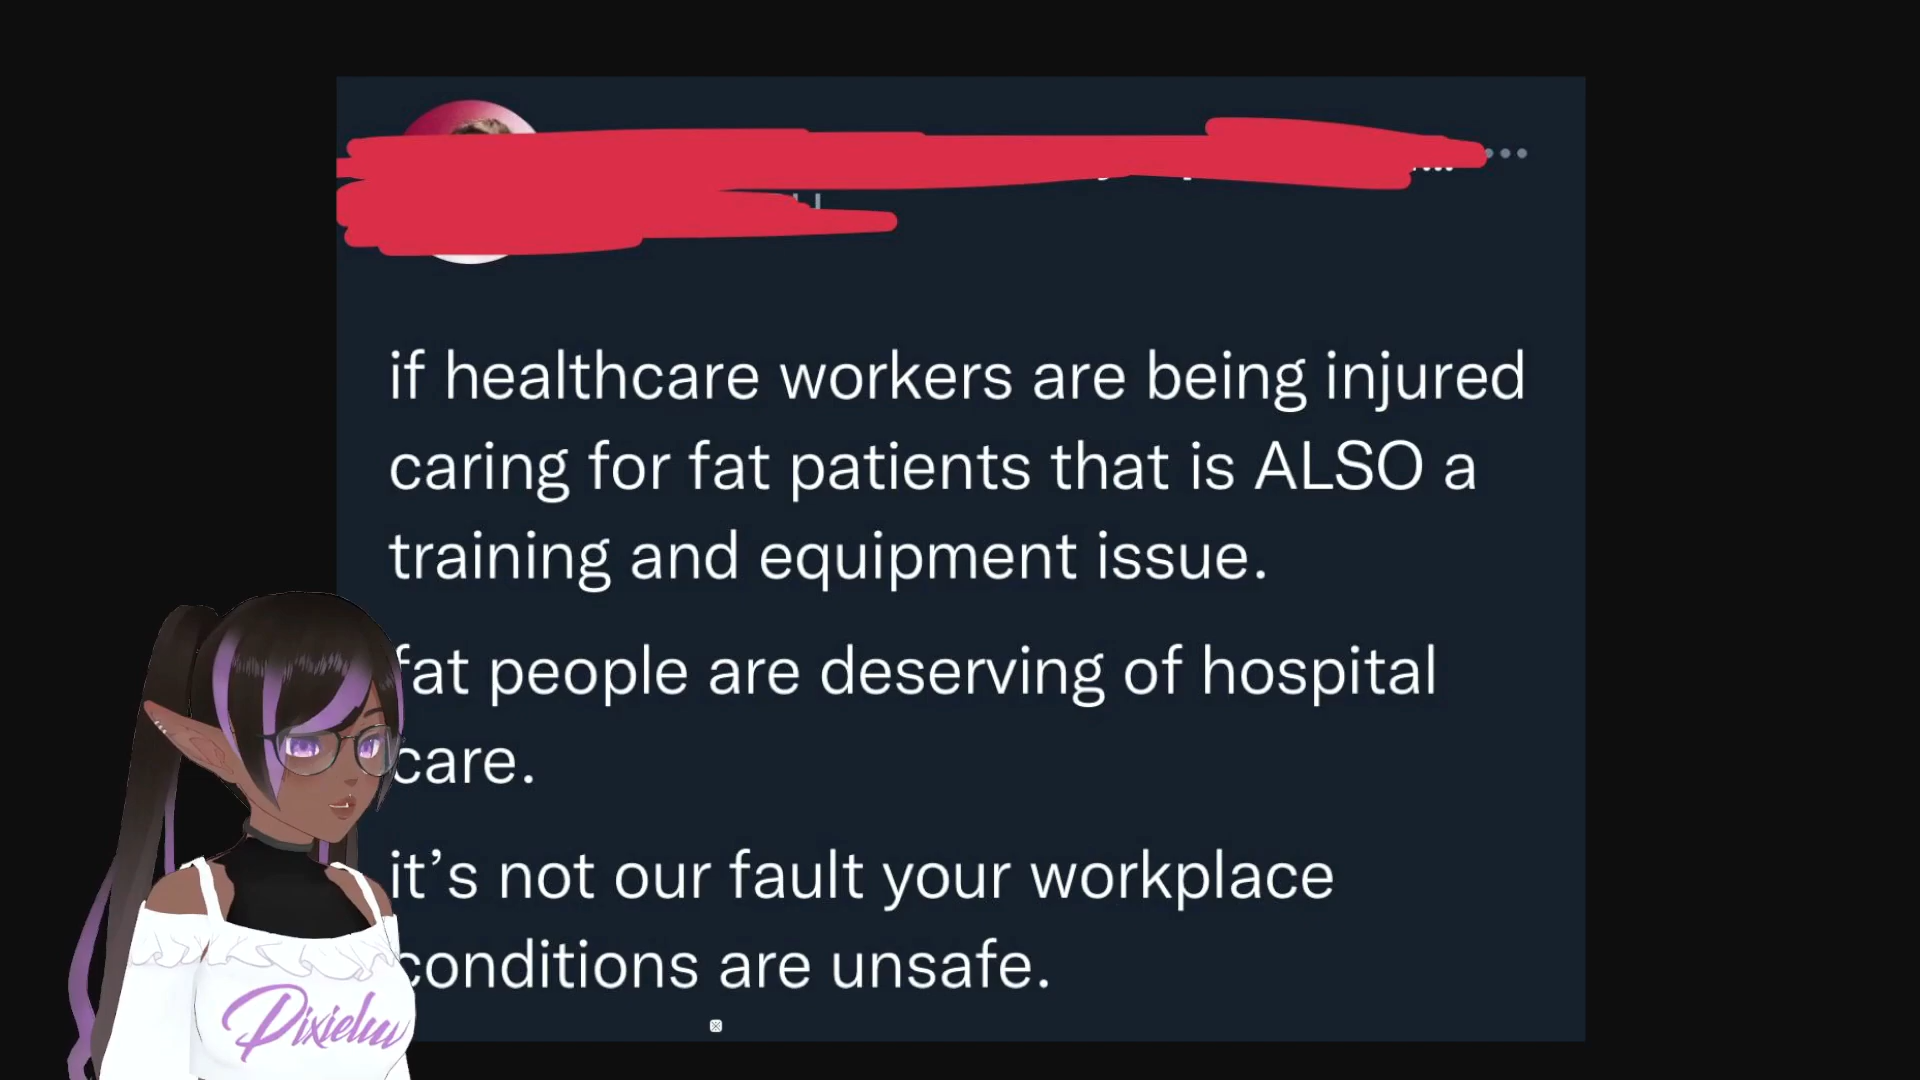 if healthcare workers are being injured
caring for fat patients that is ALSO a
training and equipment issue.
fat people are deserving of hospital
care.
it’s not our fault your workplace
conditions are unsafe.
Pixieluv